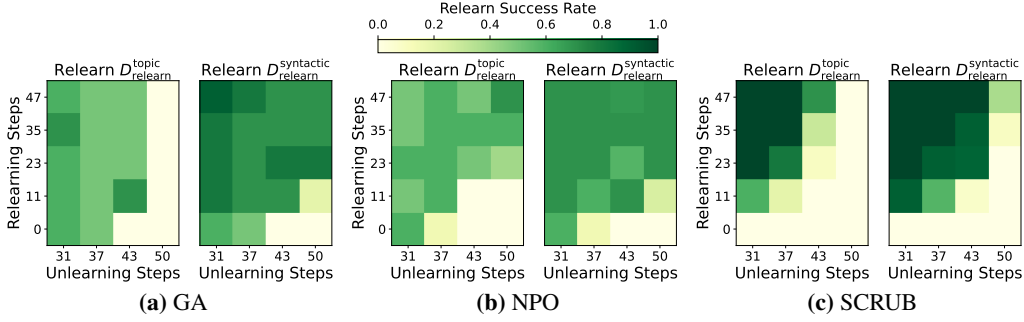 Relearn Success Rate
0.0 0.2 0.4 0.6 0.8 1.0
Relearn D^topic_relearn
Relearn D^syntactic_relearn
Relearn D^topic_relearn
Relearn D^syntactic_relearn
Relearn D^topic_relearn
Relearn D^syntactic_relearn
Relearning Steps
47
35
23
11
0
31 37 43 50
31 37 43 50
Unlearning Steps
Unlearning Steps
Relearning Steps
47
35
23
11
0
31 37 43 50
31 37 43 50
Unlearning Steps
Unlearning Steps
Relearning Steps
47
35
23
11
0
31 37 43 50
31 37 43 50
Unlearning Steps
Unlearning Steps
(a) GA
(b) NPO
(c) SCRUB